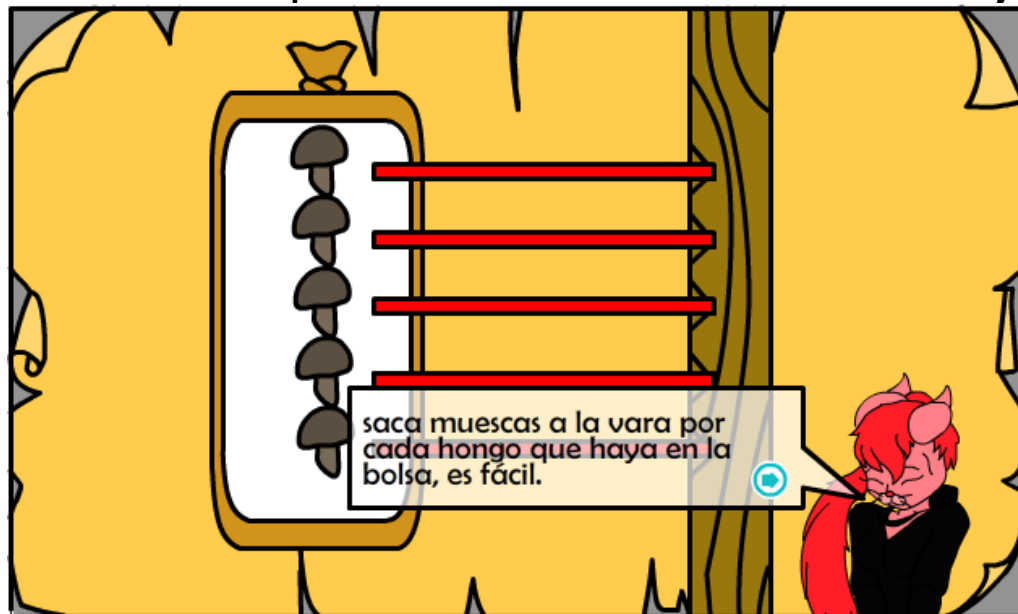 saca muescas a la vara por
cada hongo que haya en la
bolsa, es fácil.